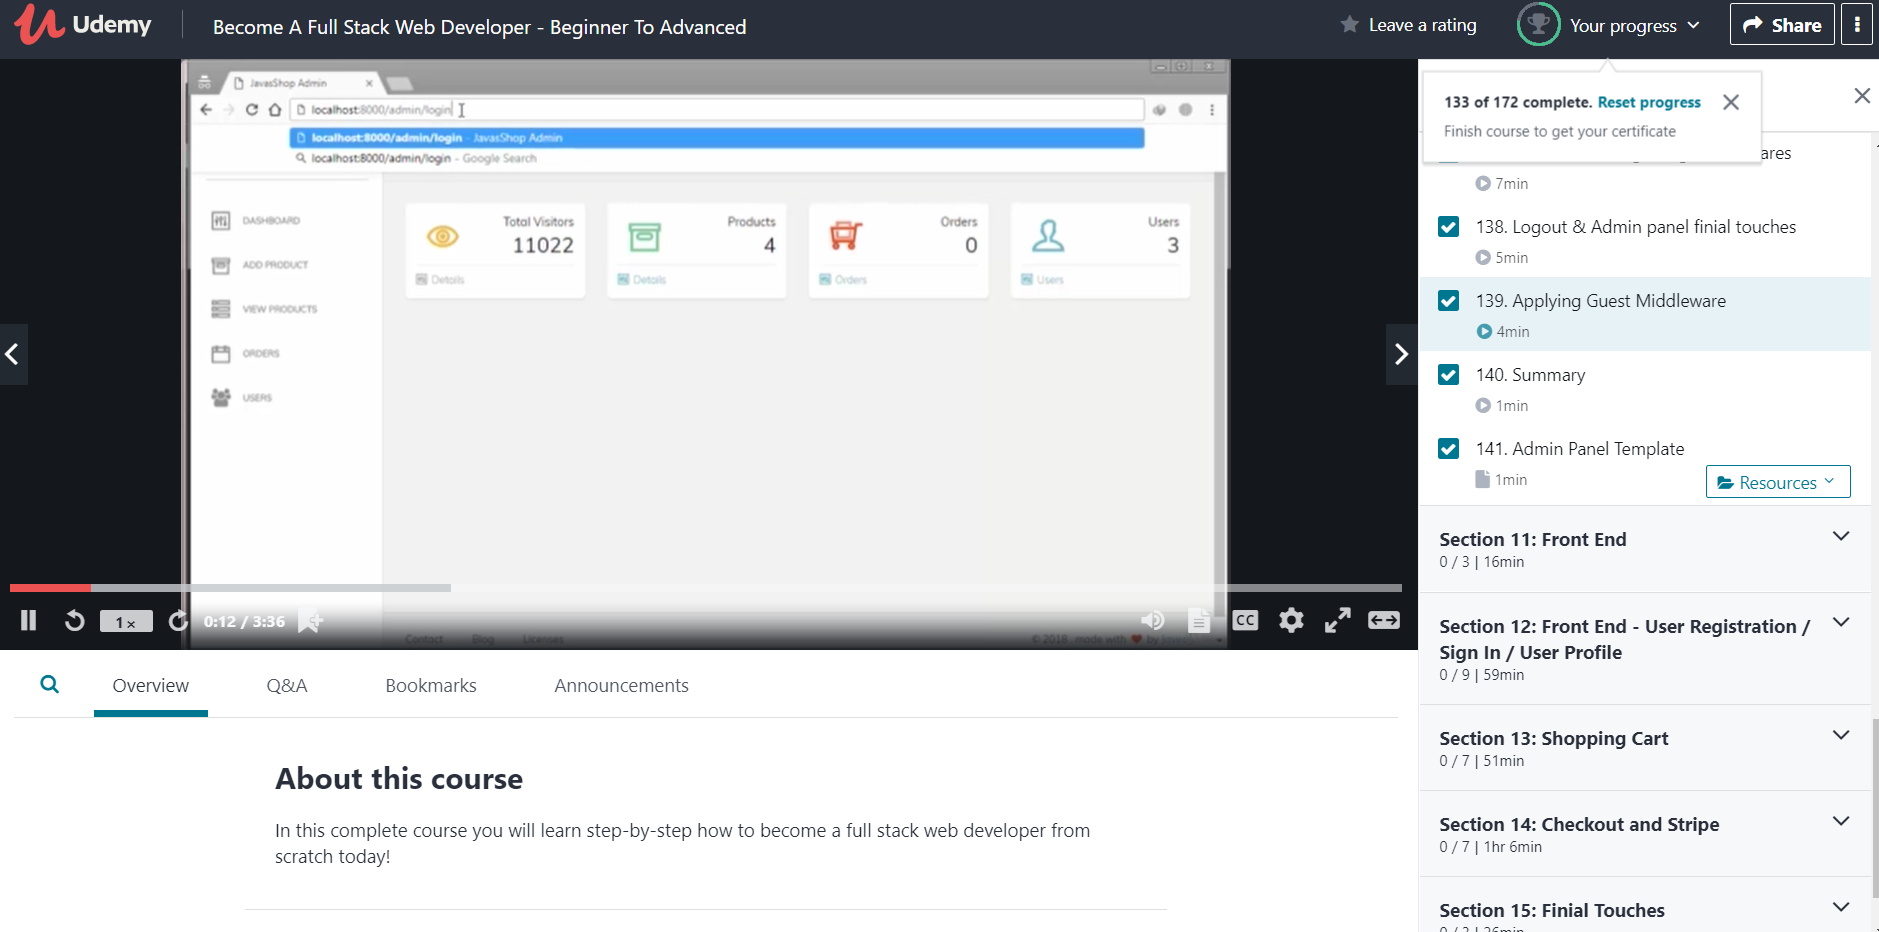 Udemy
Become A Full Stack Web Developer - Beginner To Advanced
Leave a rating
Your progress
Share
133 of 172 complete. Reset progress
Finish course to get your certificate
JavasShop Admin
localhost:8000/admin/login
localhost:8000/admin/login - JavasShop Admin
localhost:8000/admin/login - Google Search
DASHBOARD
ADD PRODUCT
VIEW PRODUCTS
ORDERS
USERS
Total Visitors
11022
Details
Products
4
Details
Orders
0
Orders
Users
3
Users
Contact Blog Licenses
© 2018 , made with by
1×
0:12 / 3:36
CC
ares
7min
138. Logout & Admin panel finial touches
5min
139. Applying Guest Middleware
4min
140. Summary
1min
141. Admin Panel Template
1min
Resources
Section 11: Front End
0 / 3 | 16min
Section 12: Front End - User Registration /
Sign In / User Profile
0 / 9 | 59min
Section 13: Shopping Cart
0 / 7 | 51min
Section 14: Checkout and Stripe
0 / 7 | 1hr 6min
Section 15: Finial Touches
Overview
Q&A
Bookmarks
Announcements
About this course
In this complete course you will learn step-by-step how to become a full stack web developer from
scratch today!